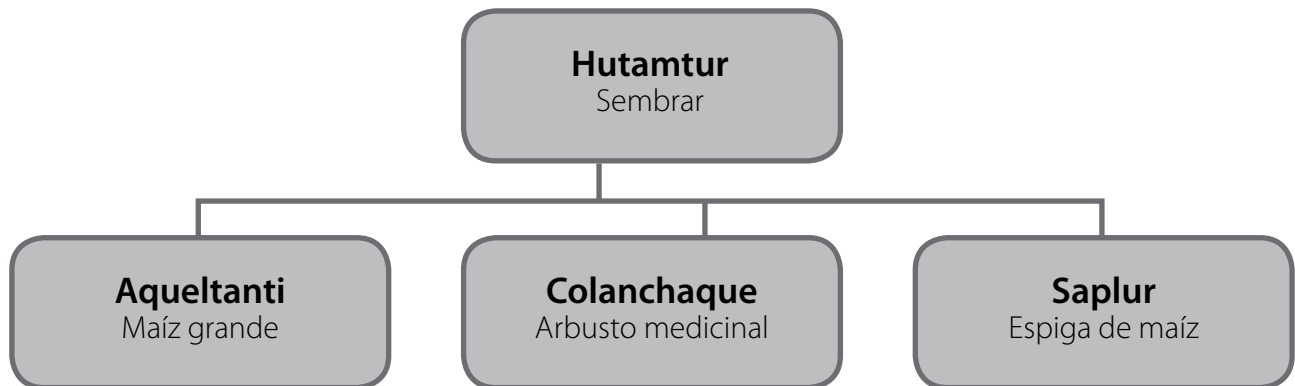 Hutamtur
Sembrar
Aqueltanti
Maíz grande
Colanchaque
Arbusto medicinal
Saplur
Espiga de maíz